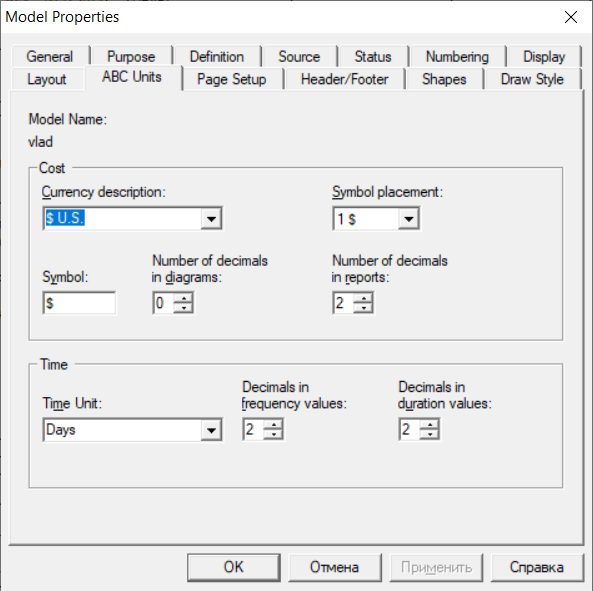 Model Properties
General Purpose Definition Source Status Numbering Display
Layout ABC Units Page Setup Header/Footer Shapes Draw Style
Model Name:
vlad
Cost
Currency description: Symbol placement:
$ U.S. 1 $
Number of decimals Number of decimals
Symbol: in diagrams: in reports:
$ 0 2
Time
Decimals in Decimals in
Time Unit: frequency values: duration values:
Days 2 2
OK Отмена Применить Справка